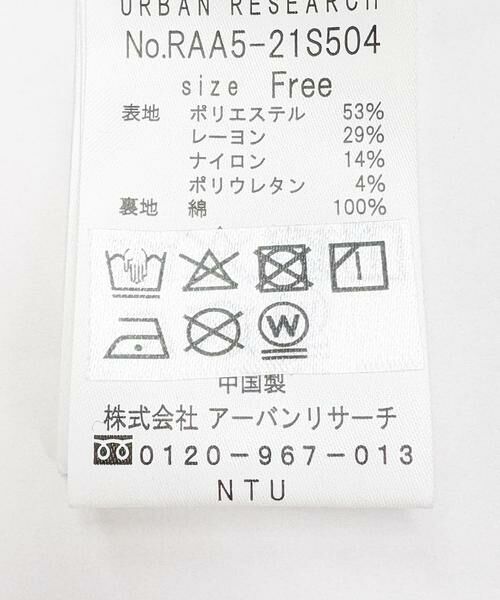 URBAN RESEARCH
No.RAA5-21S504
size Free
表地 ポリエステル 53%
レーヨン 29%
ナイロン 14%
ポリウレタン 4%
裏地 綿 100%
W
中国製
株式会社 アーバンリサーチ
0120-967-013
NTU